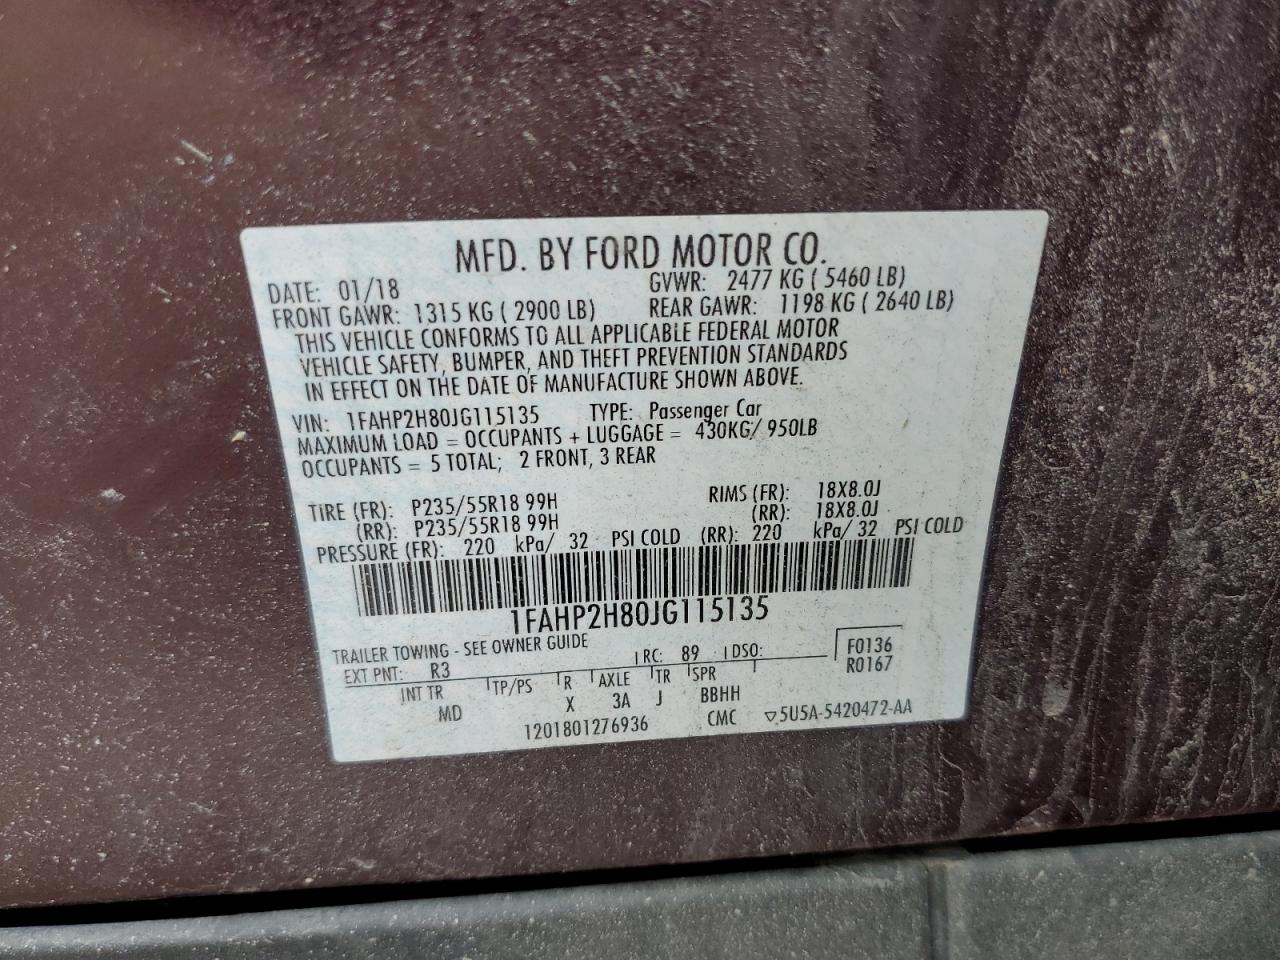 MFD. BY FORD MOTOR CO.
DATE: 01/18 GVWR: 2477 KG ( 5460 LB)
FRONT GAWR: 1315 KG ( 2900 LB) REAR GAWR: 1198 KG ( 2640 LB)
THIS VEHICLE CONFORMS TO ALL APPLICABLE FEDERAL MOTOR
VEHICLE SAFETY, BUMPER, AND THEFT PREVENTION STANDARDS
IN EFFECT ON THE DATE OF MANUFACTURE SHOWN ABOVE.
VIN: 1FAHP2H80JG115135 TYPE: Passenger Car
MAXIMUM LOAD = OCCUPANTS + LUGGAGE = 430KG/ 950LB
OCCUPANTS = 5 TOTAL; 2 FRONT, 3 REAR
TIRE (FR): P235/55R18 99H RIMS (FR): 18X8.0J
(RR): P235/55R18 99H (RR): 18X8.0J
PRESSURE (FR): 220 kPa/ 32 PSI COLD (RR): 220 kPa/ 32 PSI COLD
1FAHP2H80JG115135
TRAILER TOWING - SEE OWNER GUIDE
EXT PNT: R3 RC: 89 DSO: F0136
R0167
INT TR TP/PS R AXLE TR SPR
MD X 3A J BBHH
1201801276936 CMC ▽5U5A-5420472-AA